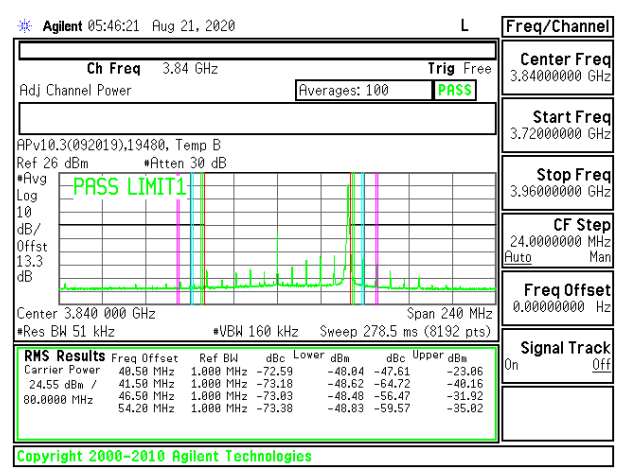 Agilent 05:46:21 Aug 21, 2020 L
Freq/Channel
Ch Freq 3.84 GHz Trig Free
Adj Channel Power Averages: 100 PASS
APv10.3(092019),19480, Temp B
Ref 26 dBm #Atten 30 dB
#Avg
Log
10
dB/
Offst
13.3
dB
PASS LIMIT1
Center 3.840 000 GHz Span 240 MHz
#Res BW 51 kHz #VBW 160 kHz Sweep 278.5 ms (8192 pts)
RMS Results Freq Offset Ref BW dBc Lower dBm dBc Upper dBm
Carrier Power 40.50 MHz 1.000 MHz -72.59 -48.04 -47.61 -23.06
24.55 dBm / 41.50 MHz 1.000 MHz -73.18 -48.62 -64.72 -40.16
80.0000 MHz 46.50 MHz 1.000 MHz -73.03 -48.48 -56.47 -31.92
54.20 MHz 1.000 MHz -73.38 -48.83 -59.57 -35.02
Copyright 2000-2010 Agilent Technologies
Center Freq
3.84000000 GHz
Start Freq
3.72000000 GHz
Stop Freq
3.96000000 GHz
CF Step
24.0000000 MHz
Auto Man
Freq Offset
0.00000000 Hz
Signal Track
On Off